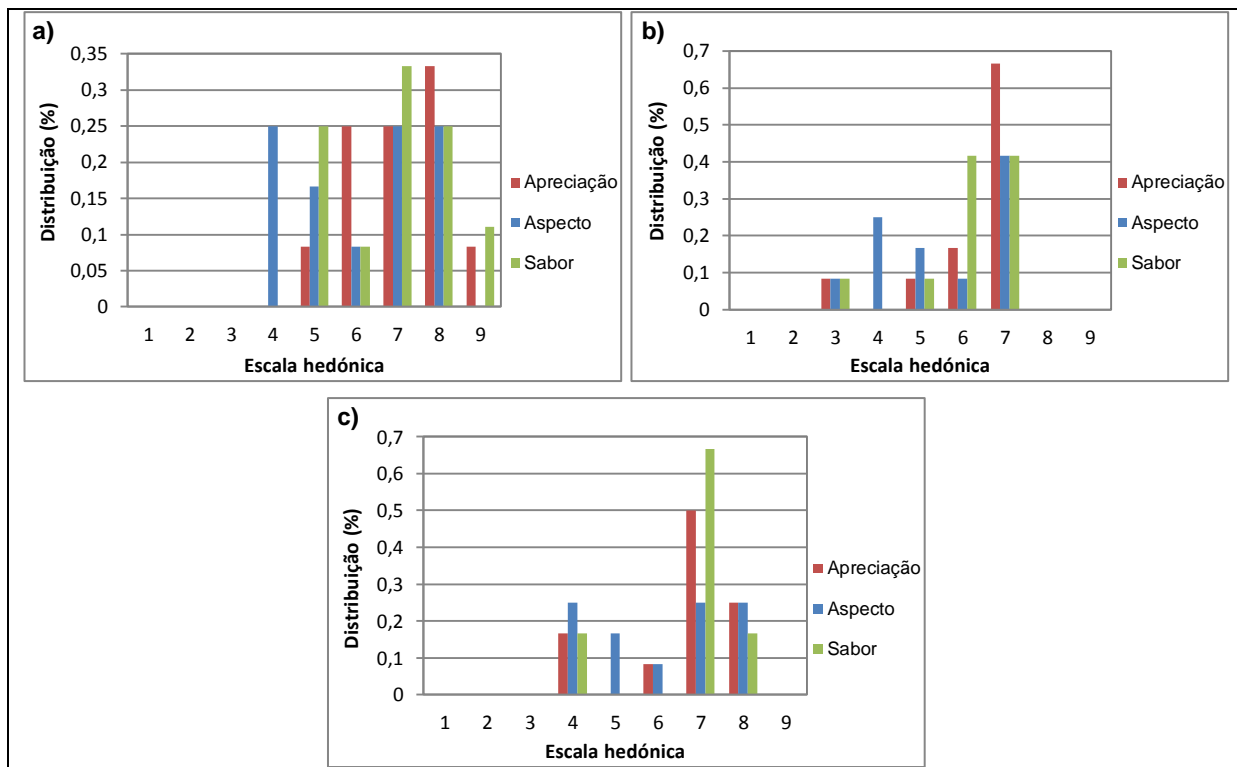 a)
Distribuição (%)
0,35
0,3
0,25
0,2
0,15
0,1
0,05
0
1 2 3 4 5 6 7 8 9
Escala hedónica
Apreciação
Aspecto
Sabor
b)
Distribuição (%)
0,7
0,6
0,5
0,4
0,3
0,2
0,1
0
1 2 3 4 5 6 7 8 9
Escala hedónica
Apreciação
Aspecto
Sabor
c)
Distribuição (%)
0,7
0,6
0,5
0,4
0,3
0,2
0,1
0
1 2 3 4 5 6 7 8 9
Escala hedónica
Apreciação
Aspecto
Sabor